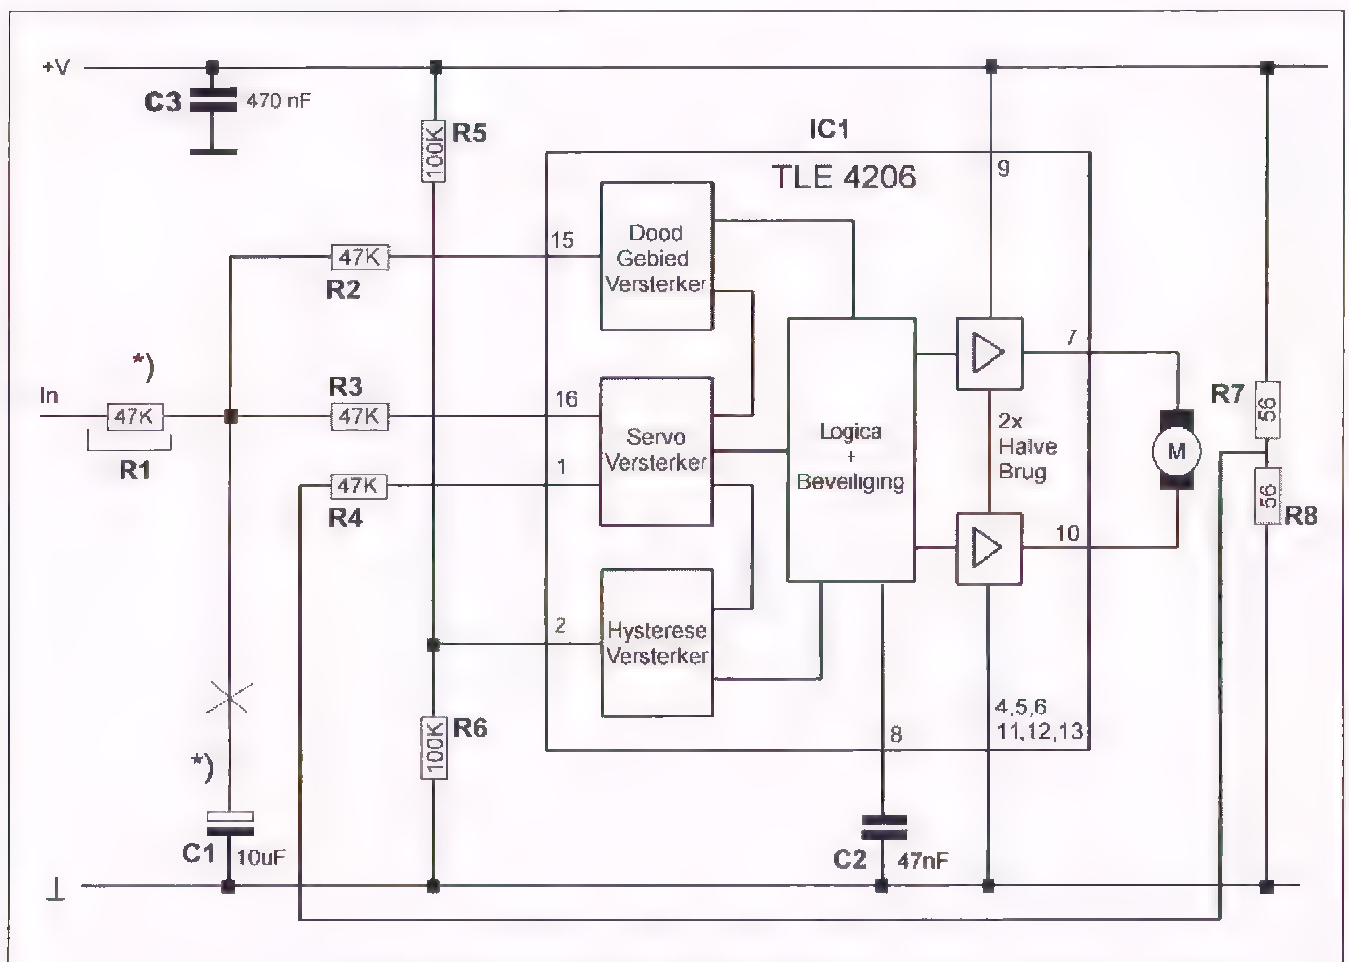 +V
C3
470 nF
R5
100K
IC1
TLE 4206
9
15
Dood
Gebied
Versterker
47K
R2
*)
In
47K
R1
R3
47K
16
1
Servo
Versterker
47K
R4
Logica
+
Beveiliging
7
2x
Halve
Brug
10
M
R7
56
56
R8
2
Hysterese
Versterker
R6
100K
8
4,5,6
11,12,13
*)
C1
10uF
C2
47nF